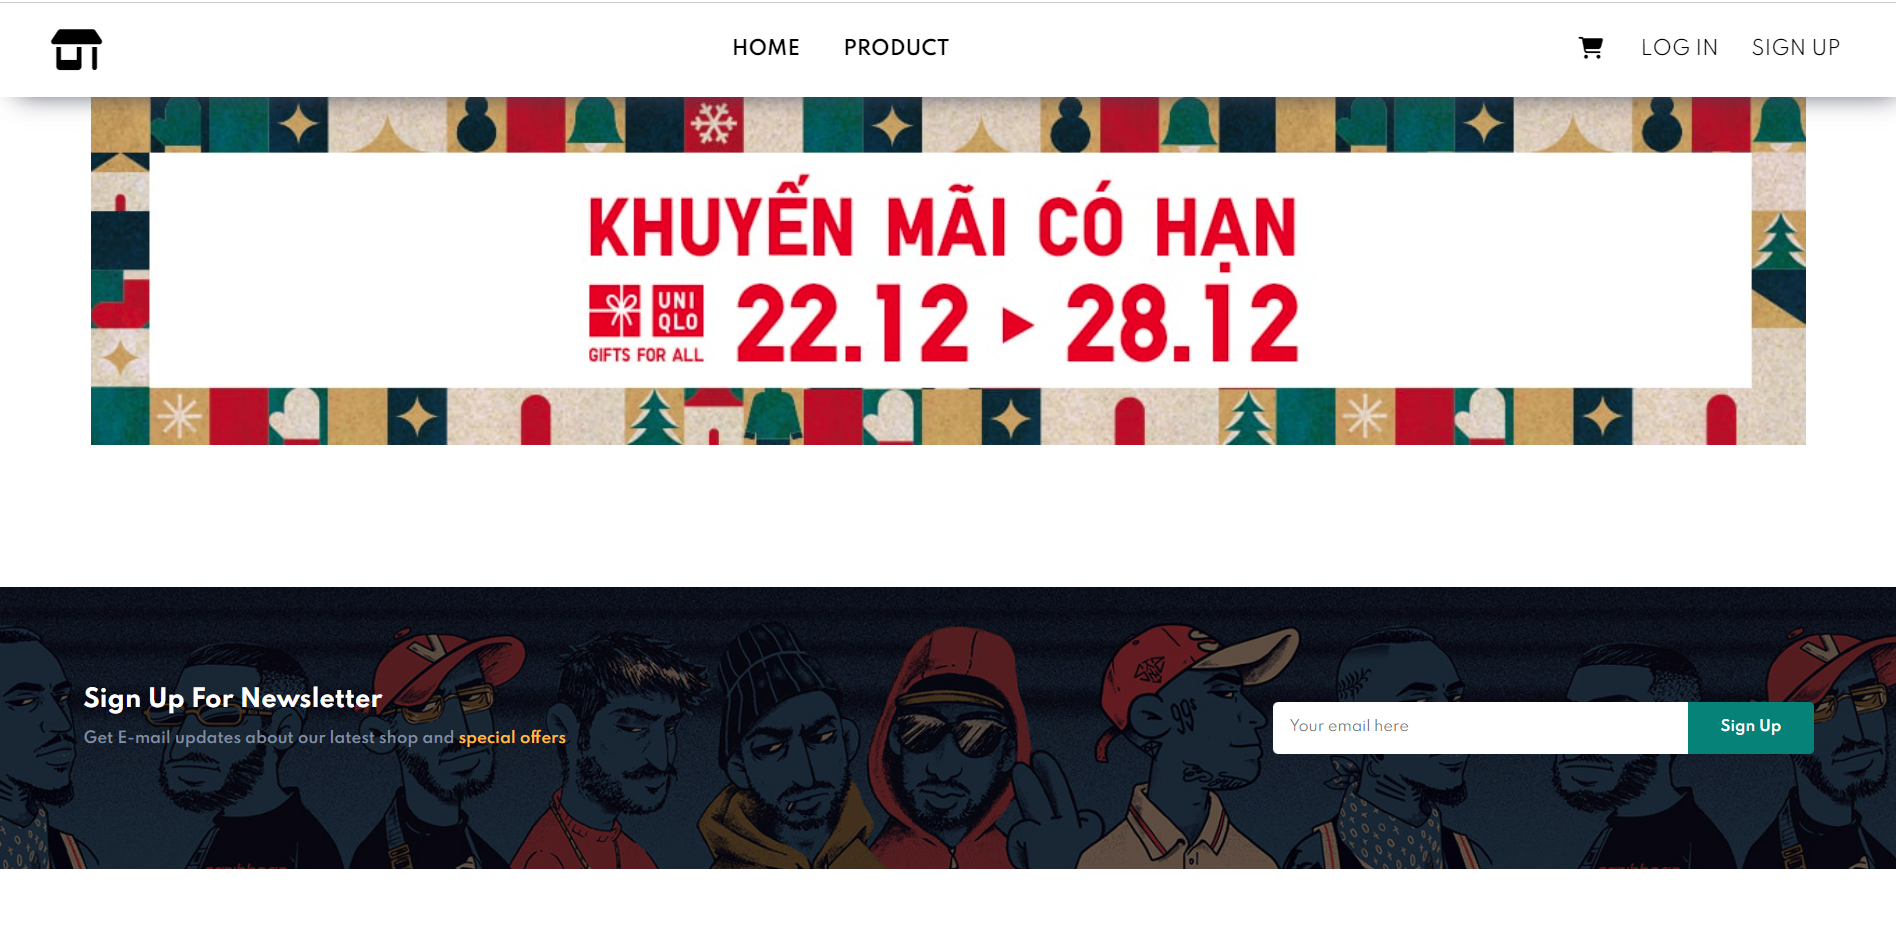 HOME PRODUCT LOG IN SIGN UP
KHUYẾN MÃI CÓ HẠN
UNI
QLO
GIFTS FOR ALL
22.12 ▶ 28.12
Sign Up For Newsletter
Get E-mail updates about our latest shop and special offers
Your email here
Sign Up
V
99s
V